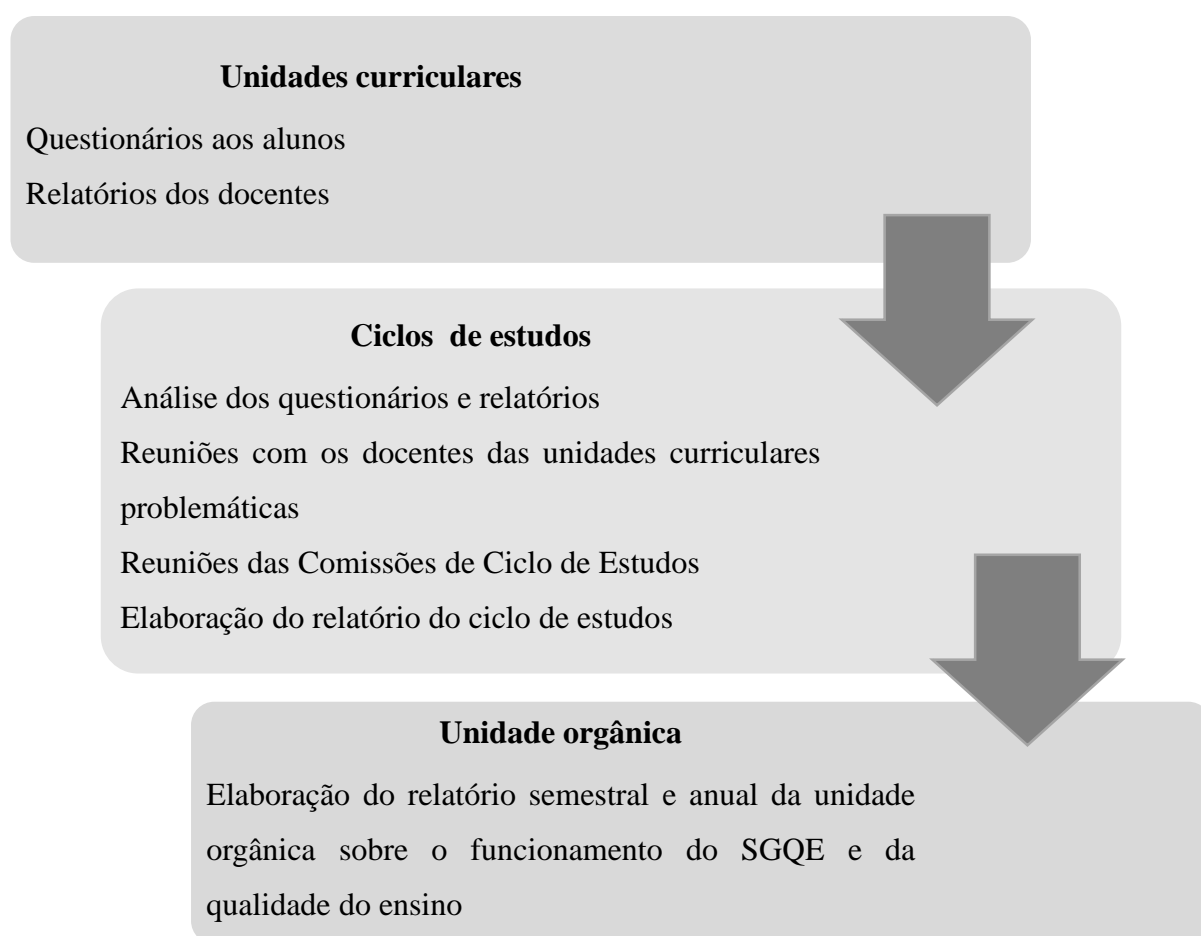 Unidades curriculares
Questionários aos alunos
Relatórios dos docentes
Ciclos de estudos
Análise dos questionários e relatórios
Reuniões com os docentes das unidades curriculares
problemáticas
Reuniões das Comissões de Ciclo de Estudos
Elaboração do relatório do ciclo de estudos
Unidade orgânica
Elaboração do relatório semestral e anual da unidade
orgânica sobre o funcionamento do SGQE e da
qualidade do ensino